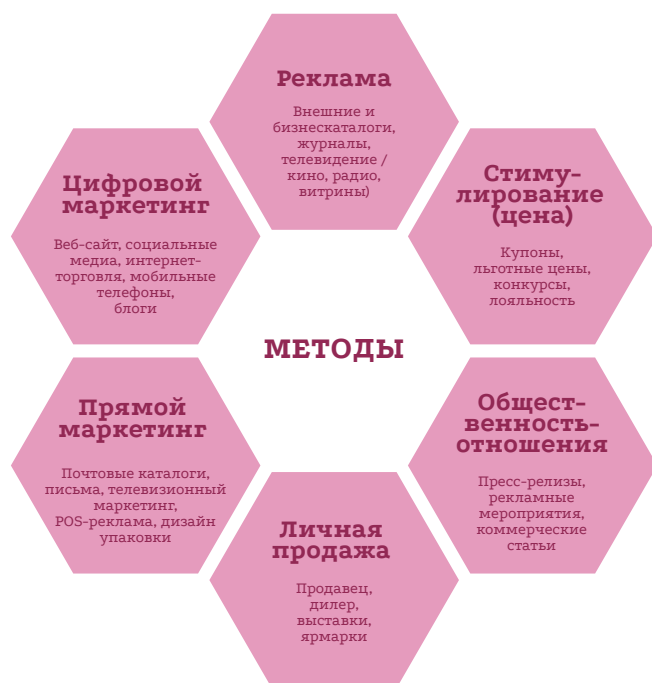 Реклама
Внешние и
бизнескаталоги,
журналы,
телевидение /
кино, радио,
витрины)
Стиму-
лирование
(цена)
Купоны,
льготные цены,
конкурсы,
лояльность
Общест-
венность-
отношения
Пресс-релизы,
рекламные
мероприятия,
коммерческие
статьи
Личная
продажа
Продавец,
дилер,
выставки,
ярмарки
Прямой
маркетинг
Почтовые каталоги,
письма, телевизионный
маркетинг,
POS-реклама, дизайн
упаковки
Цифровой
маркетинг
Веб-сайт, социальные
медиа, интернет-
торговля, мобильные
телефоны,
блоги
МЕТОДЫ